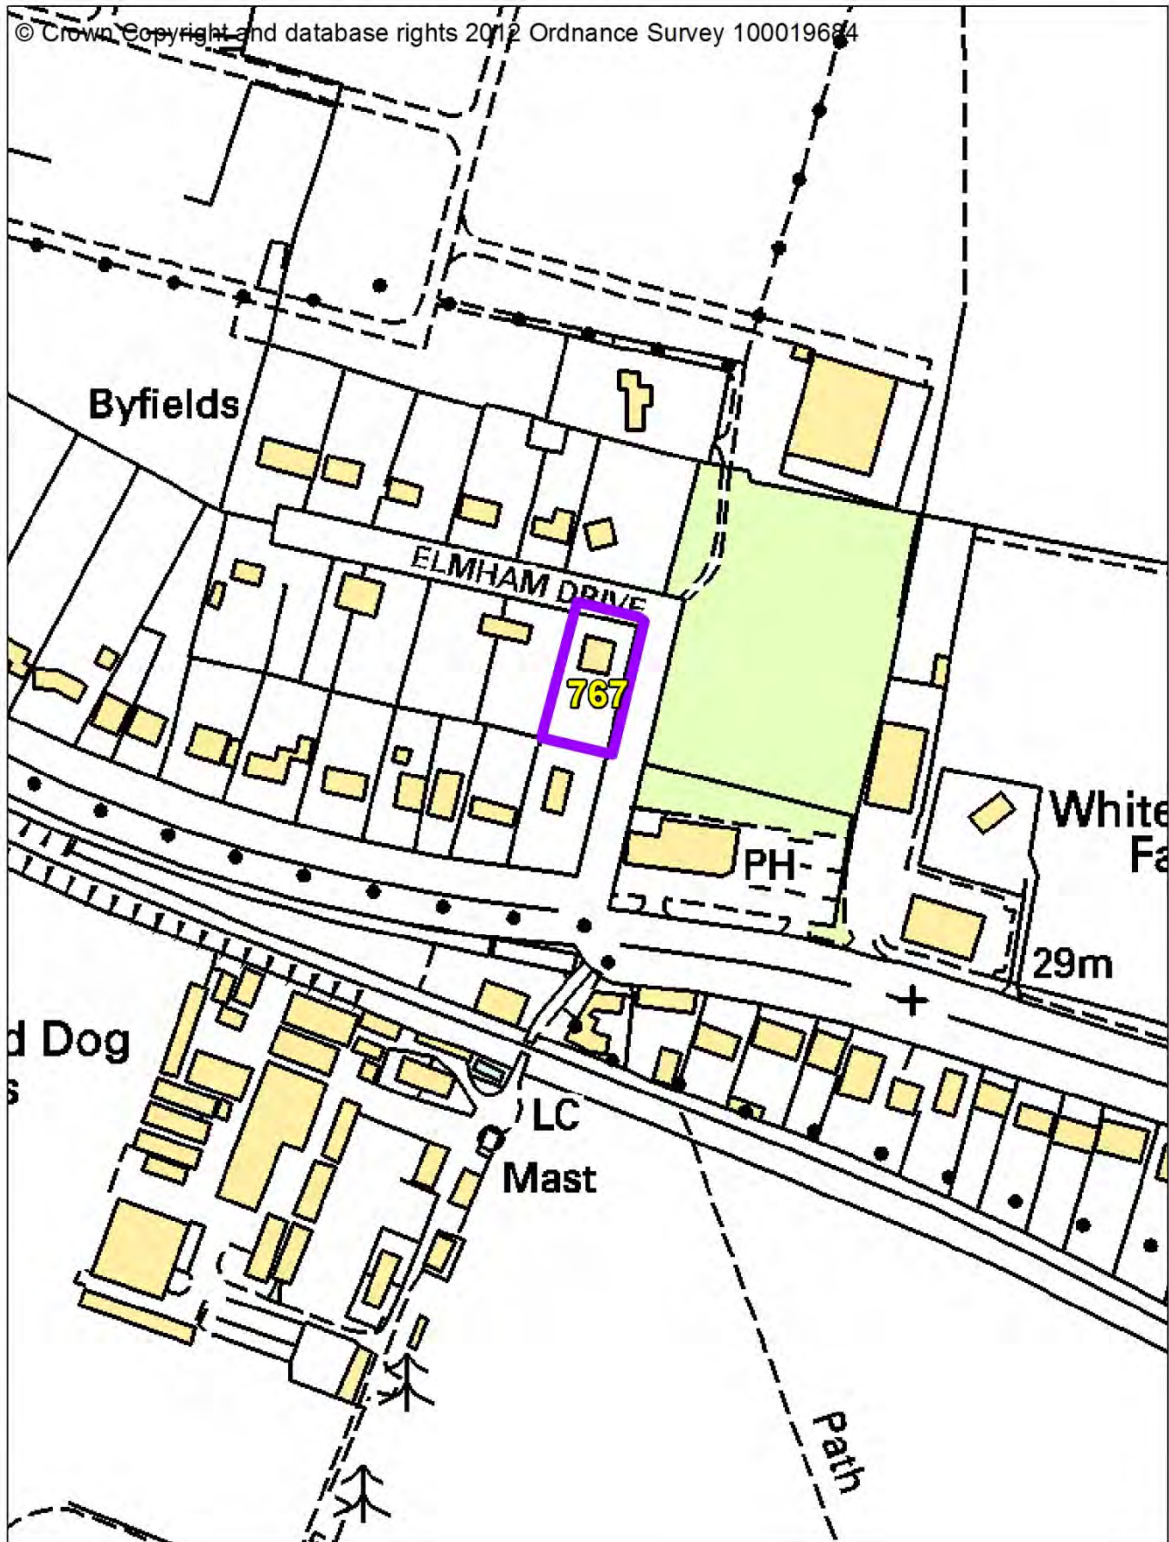 © Crown Copyright and database rights 2012 Ordnance Survey 100019684
Byfields
ELMHAM DRIVE
767
PH
White
Fa
29m
d Dog
s
LC
Mast
Path